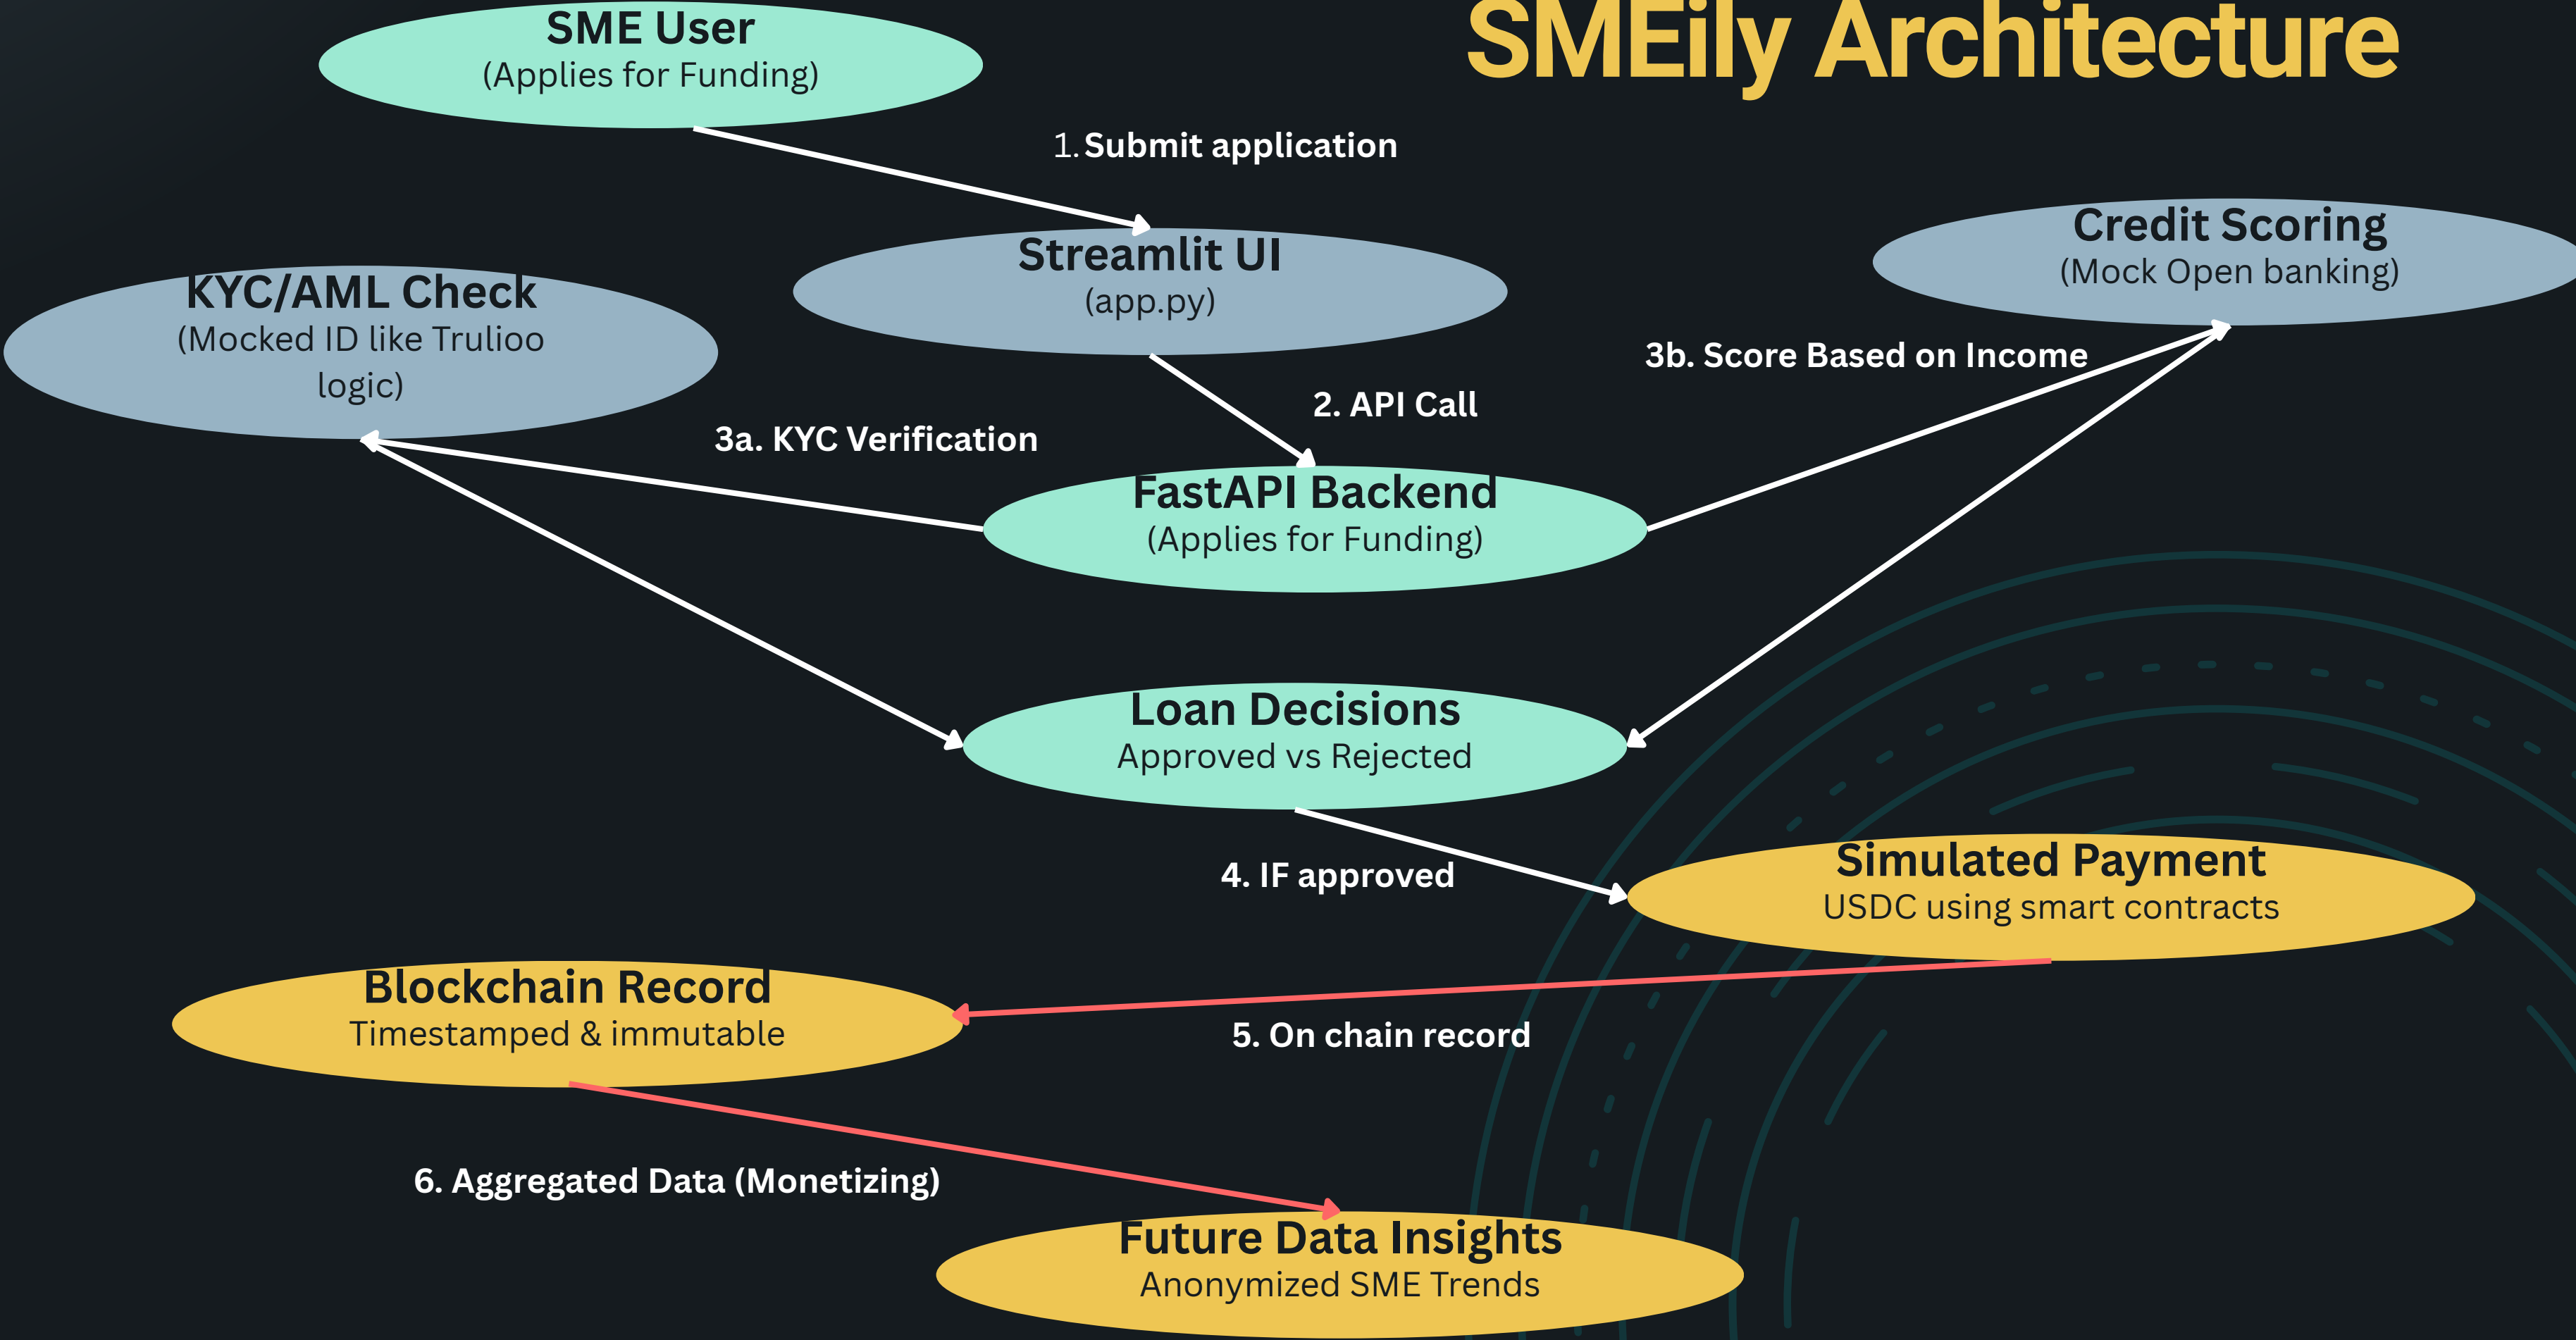 SMEily Architecture
SME User
(Applies for Funding)
1. Submit application
Streamlit UI
(app.py)
Credit Scoring
(Mock Open banking)
KYC/AML Check
(Mocked ID like Trulioo
logic)
3b. Score Based on Income
2. API Call
3a. KYC Verification
FastAPI Backend
(Applies for Funding)
Loan Decisions
Approved vs Rejected
4. IF approved
Simulated Payment
USDC using smart contracts
Blockchain Record
Timestamped & immutable
5. On chain record
6. Aggregated Data (Monetizing)
Future Data Insights
Anonymized SME Trends